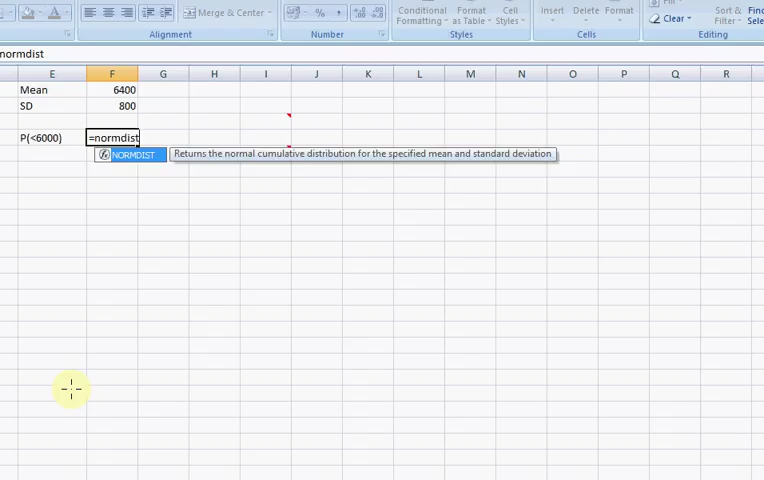 Merge & Center
%
Conditional Formatting
Format as Table
Cell Styles
Insert
Delete
Format
Clear
Sort & Filter
Alignment
Number
Styles
Cells
Editing
normdist
E F G H I J K L M N O P Q R
Mean 6400
SD 800
P(<6000) =normdist
NORMDIST Returns the normal cumulative distribution for the specified mean and standard deviation